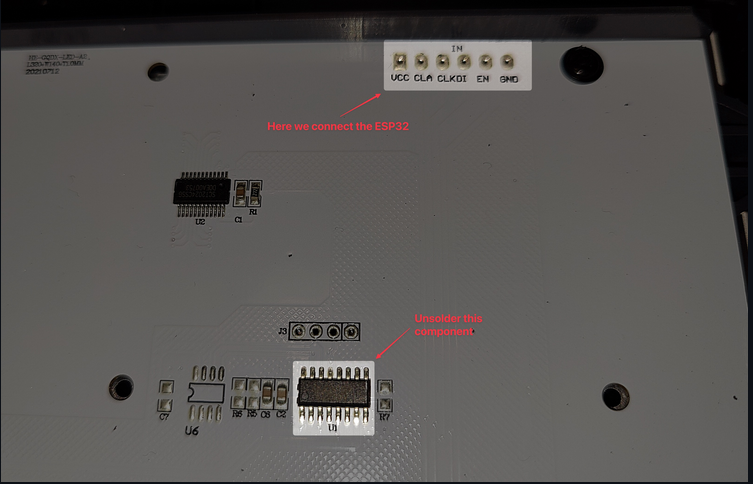 IN
VCC CLA CLKDI EN GND
Here we connect the ESP32
U2
C1
R1
Unsolder this
component
J3
C7
U6
R6
R5
C8
C2
U1
R7